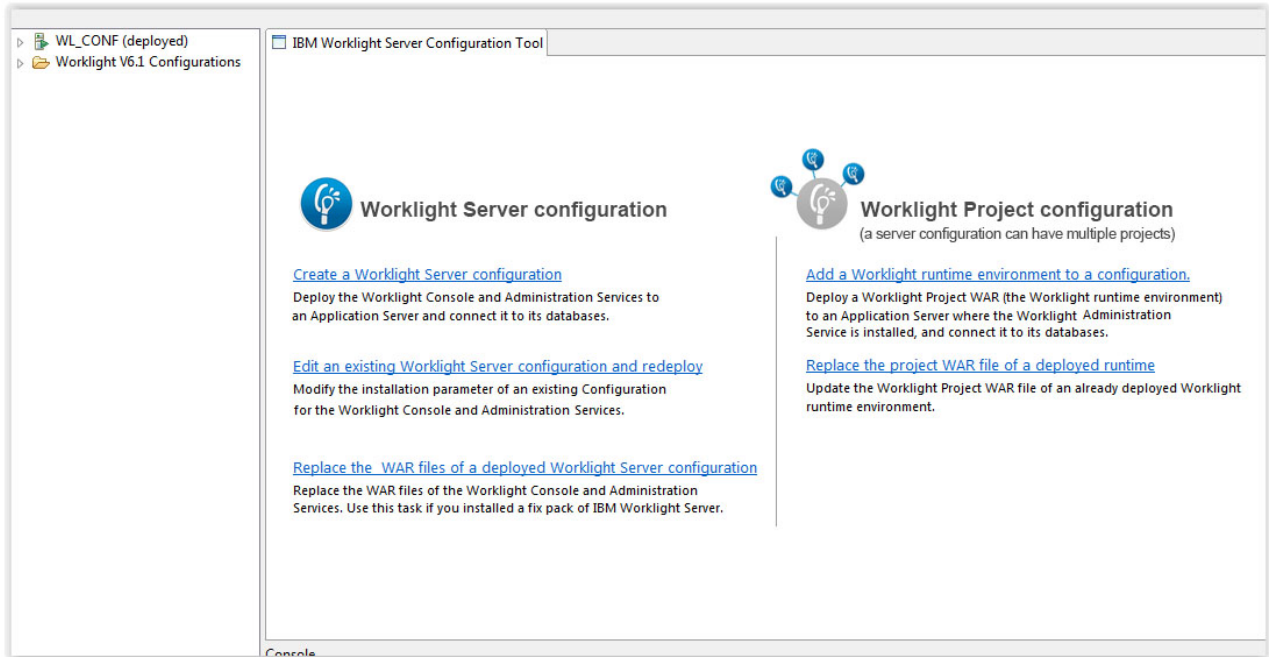 WL_CONF (deployed)
Worklight V6.1 Configurations
IBM Worklight Server Configuration Tool
Worklight Server configuration
Create a Worklight Server configuration
Deploy the Worklight Console and Administration Services to
an Application Server and connect it to its databases.
Edit an existing Worklight Server configuration and redeploy
Modify the installation parameter of an existing Configuration
for the Worklight Console and Administration Services.
Replace the WAR files of a deployed Worklight Server configuration
Replace the WAR files of the Worklight Console and Administration
Services. Use this task if you installed a fix pack of IBM Worklight Server.
Worklight Project configuration
(a server configuration can have multiple projects)
Add a Worklight runtime environment to a configuration.
Deploy a Worklight Project WAR (the Worklight runtime environment)
to an Application Server where the Worklight Administration
Service is installed, and connect it to its databases.
Replace the project WAR file of a deployed runtime
Update the Worklight Project WAR file of an already deployed Worklight
runtime environment.
Console